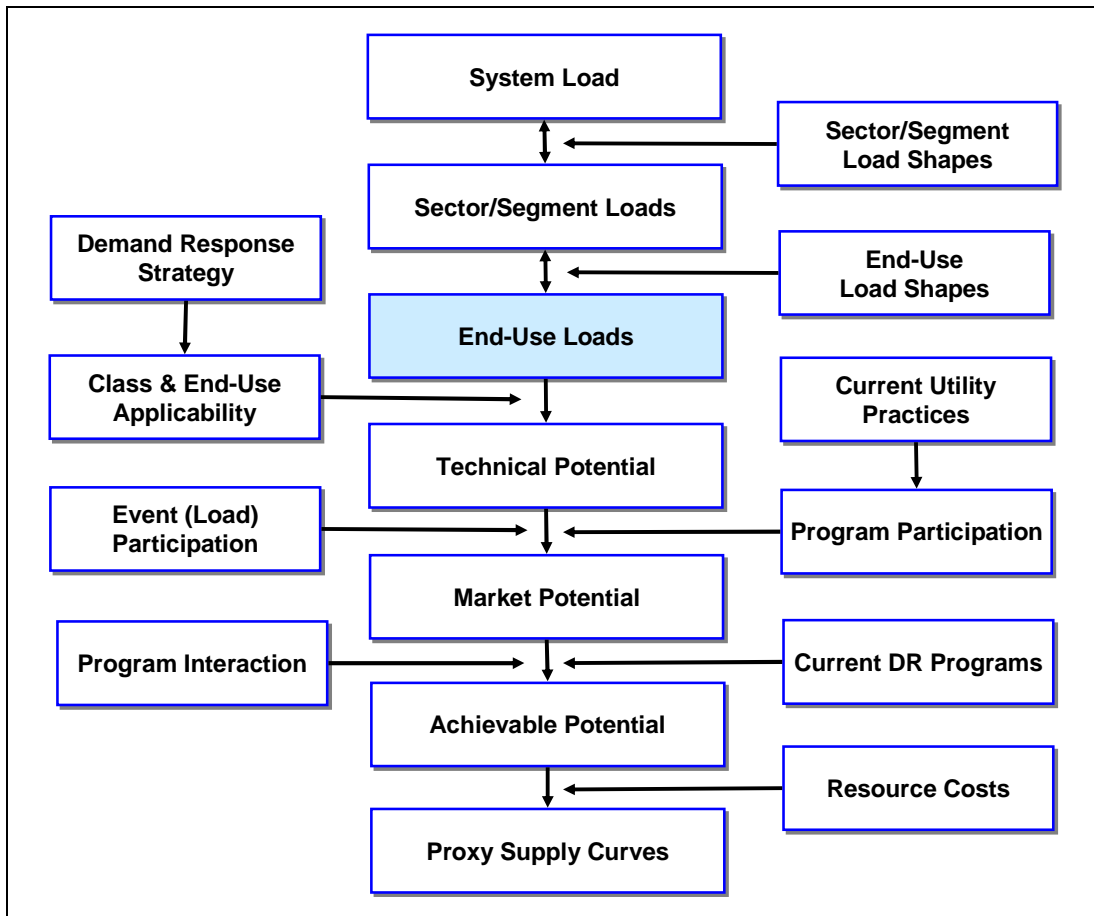 System Load
Sector/Segment
Load Shapes
Sector/Segment Loads
Demand Response
Strategy
End-Use
Load Shapes
End-Use Loads
Class & End-Use
Applicability
Current Utility
Practices
Technical Potential
Event (Load)
Participation
Program Participation
Market Potential
Program Interaction
Current DR Programs
Achievable Potential
Resource Costs
Proxy Supply Curves